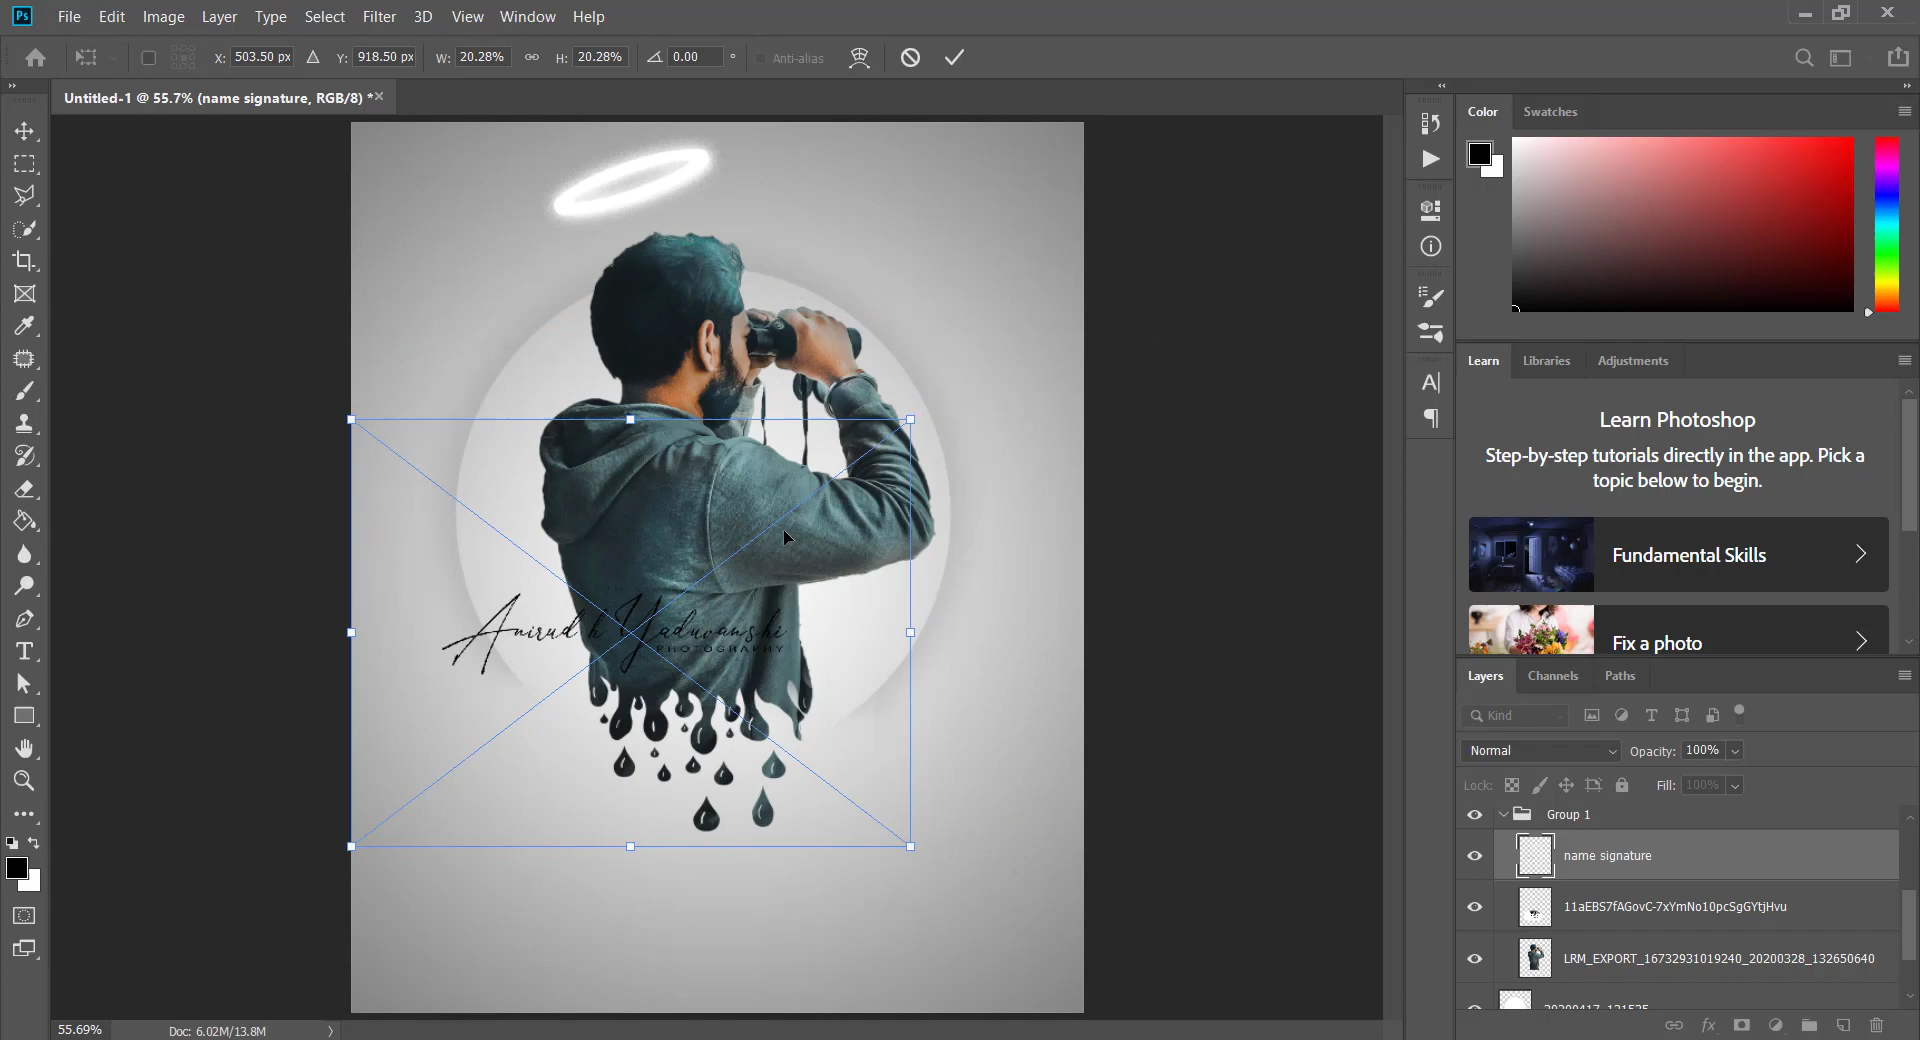 Ps File Edit Image Layer Type Select Filter 3D View Window Help
X: 503.50 px Y: 918.50 px W: 20.28% H: 20.28% 0.00 ° Anti-alias
Untitled-1 @ 55.7% (name signature, RGB/8) *
Color Swatches
Learn Libraries Adjustments
Learn Photoshop
Step-by-step tutorials directly in the app. Pick a
topic below to begin.
Fundamental Skills
Fix a photo
Anirudh Yaduvanshi
PHOTOGRAPHY
Layers Channels Paths
Kind
Normal Opacity: 100%
Lock: Fill: 100%
Group 1
name signature
11aEBS7fAGovC-7xYmNo10pcSgGYtjHvu
LRM_EXPORT_16732931019240_20200328_132650640
55.69% Doc: 6.02M/13.8M